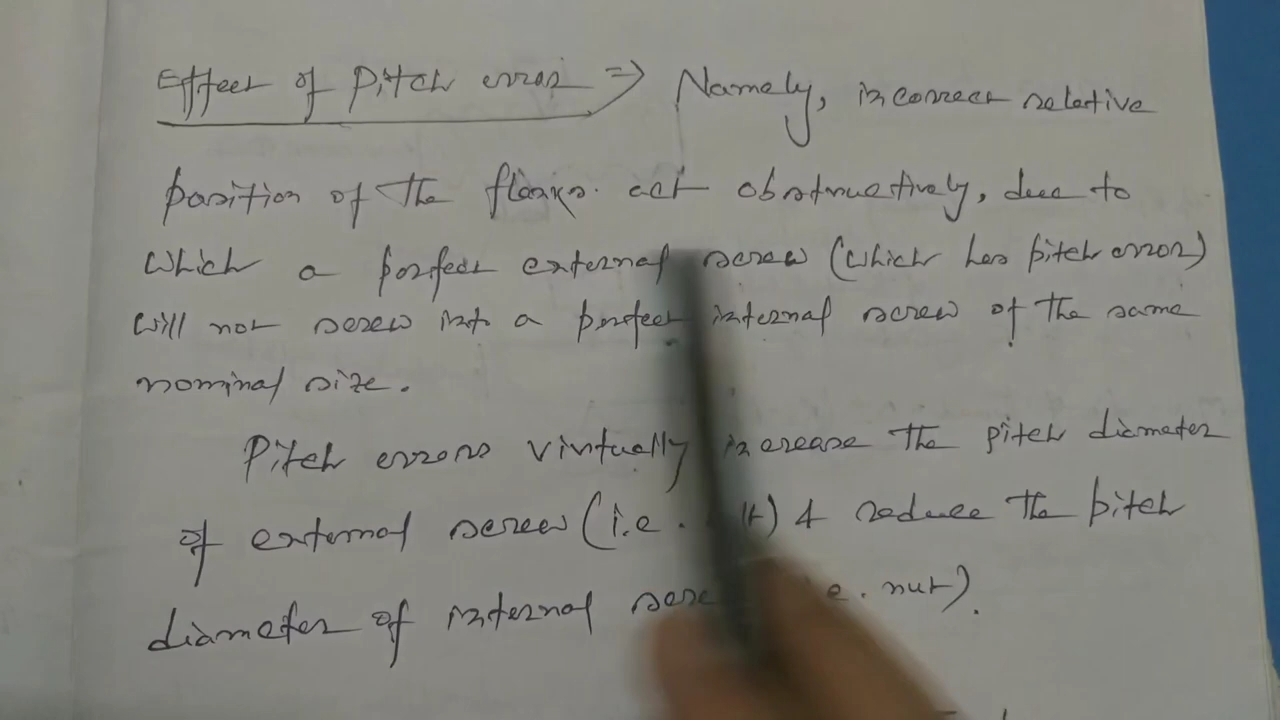 Effect of Pitch error ⇒ Namely, incorrect relative
position of the flanks. act obstructively, due to
which a perfect external screw (which has pitch error)
will not screw into a perfect internal screw of the same
nominal size.
Pitch errors virtually increase the pitch diameter
of external screw (i.e. & reduce the pitch
diameter of internal nut).